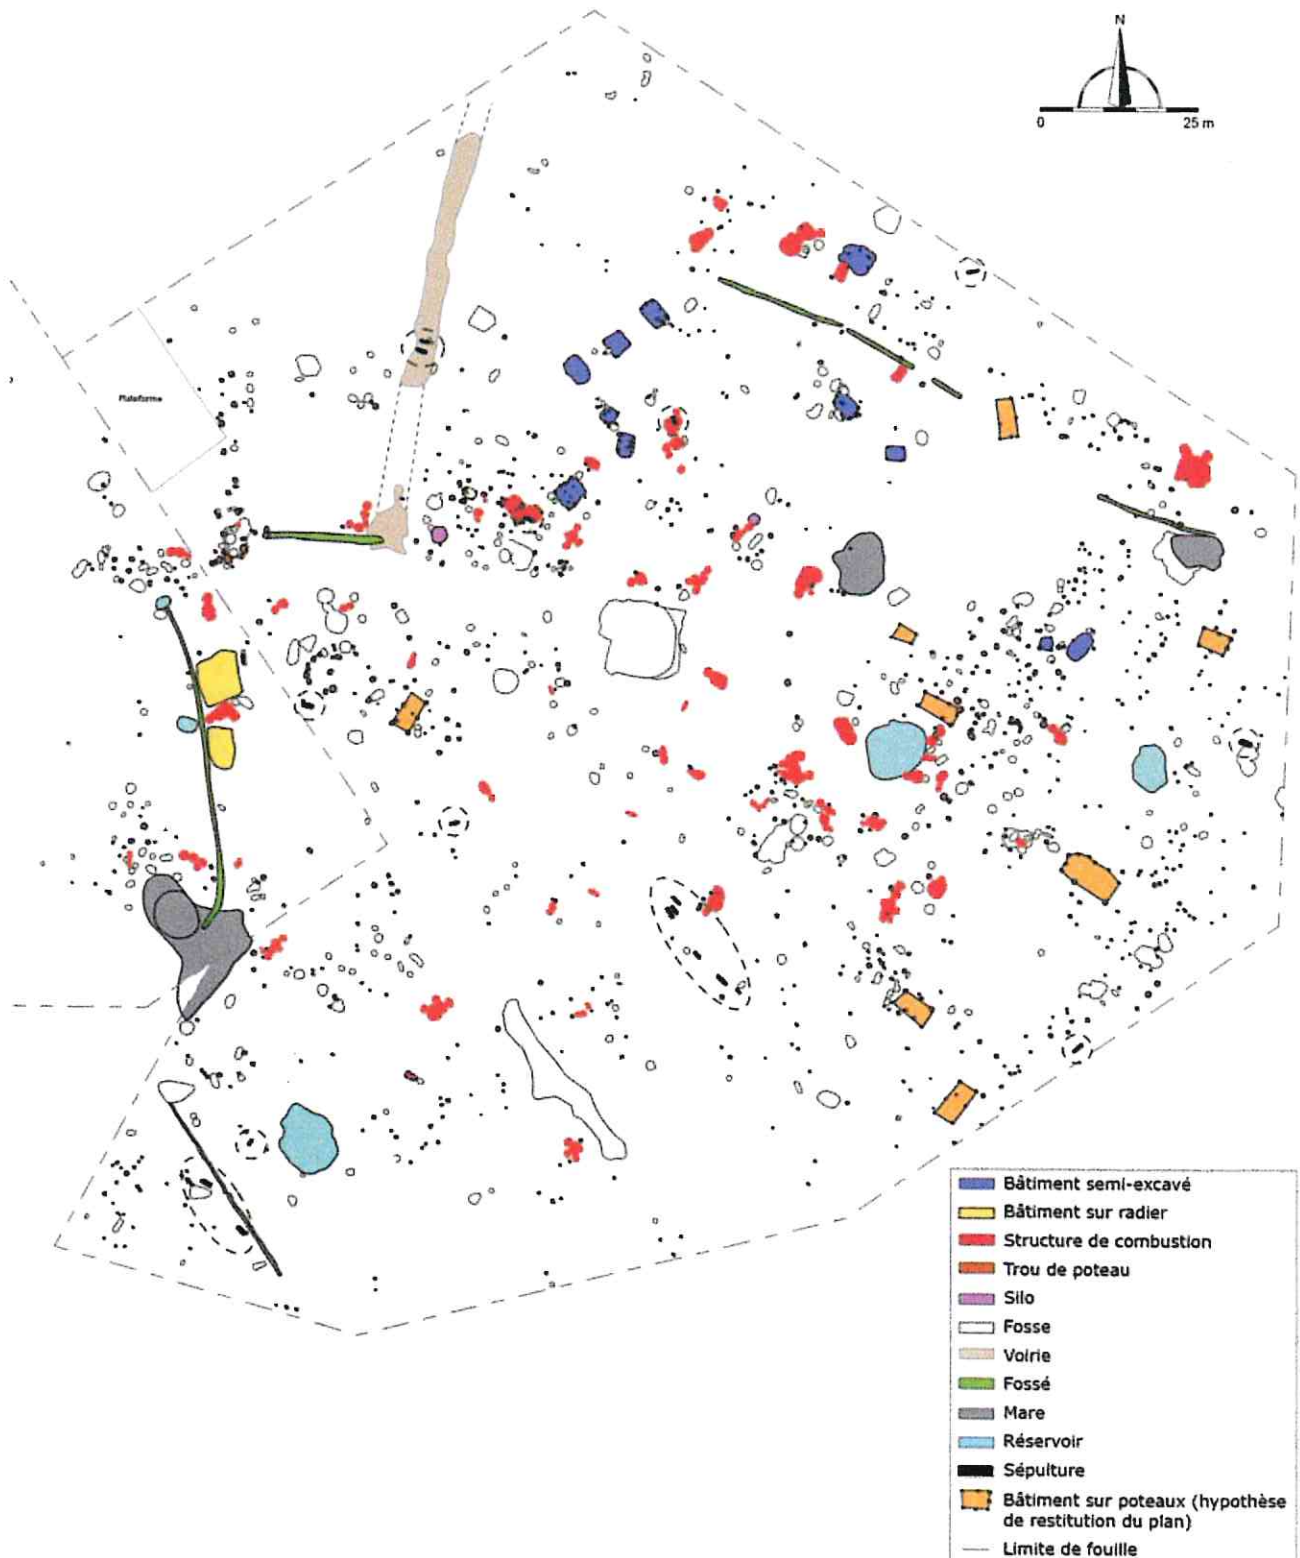 N
0 25 m
Plateforme
Bâtiment semi-excavé
Bâtiment sur radier
Structure de combustion
Trou de poteau
Silo
Fosse
Voirie
Fossé
Mare
Réservoir
Sépulture
Bâtiment sur poteaux (hypothèse
de restitution du plan)
Limite de fouille